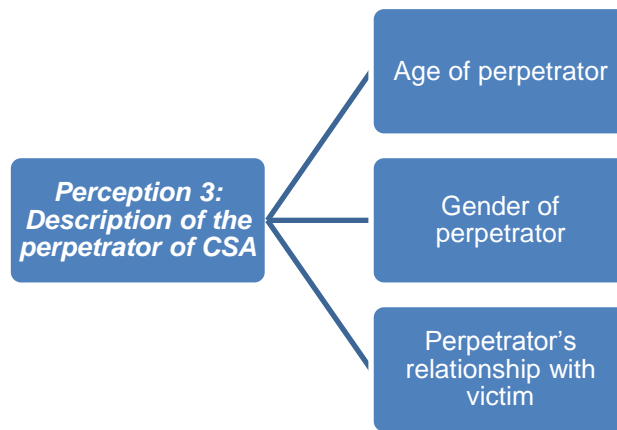 Age of perpetrator
Perception 3:
Description of the
perpetrator of CSA
Gender of
perpetrator
Perpetrator’s
relationship with
victim